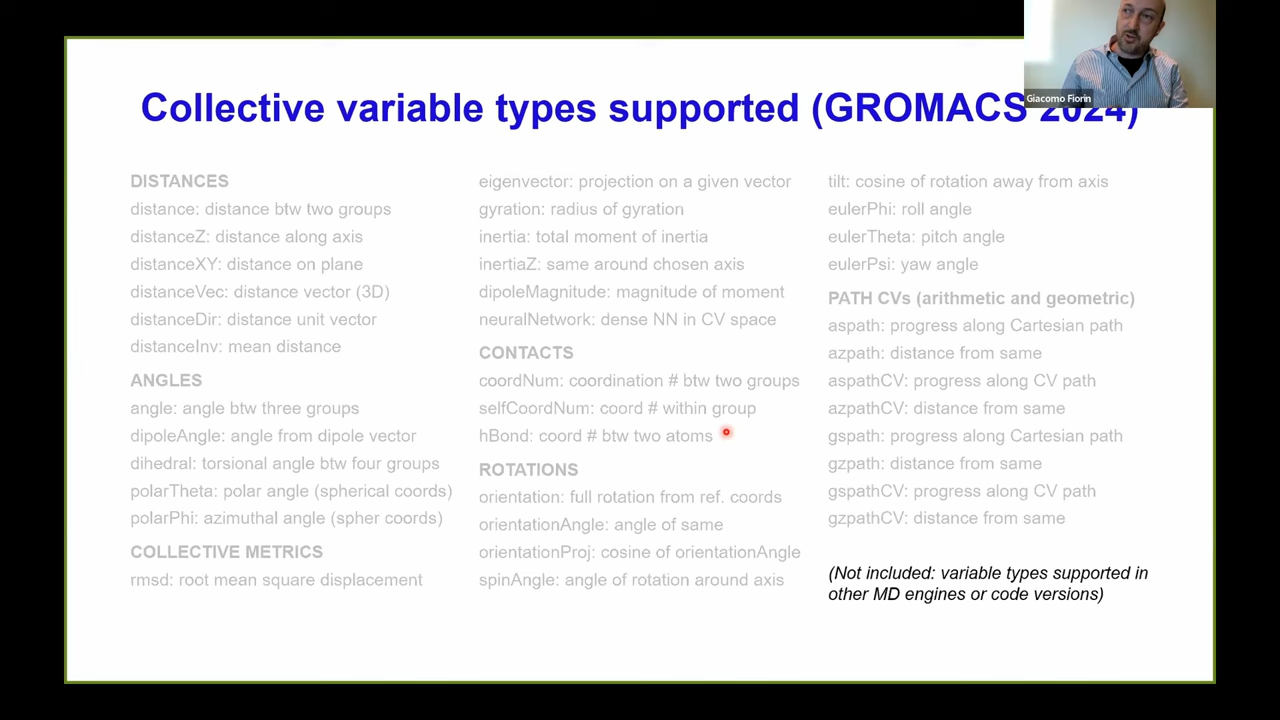 Giacomo Fiorin
Collective variable types supported (GROMACS 2024)
DISTANCES
distance: distance btw two groups
distanceZ: distance along axis
distanceXY: distance on plane
distanceVec: distance vector (3D)
distanceDir: distance unit vector
distanceInv: mean distance
ANGLES
angle: angle btw three groups
dipoleAngle: angle from dipole vector
dihedral: torsional angle btw four groups
polarTheta: polar angle (spherical coords)
polarPhi: azimuthal angle (spher coords)
COLLECTIVE METRICS
rmsd: root mean square displacement
eigenvector: projection on a given vector
gyration: radius of gyration
inertia: total moment of inertia
inertiaZ: same around chosen axis
dipoleMagnitude: magnitude of moment
neuralNetwork: dense NN in CV space
CONTACTS
coordNum: coordination # btw two groups
selfCoordNum: coord # within group
hBond: coord # btw two atoms
ROTATIONS
orientation: full rotation from ref. coords
orientationAngle: angle of same
orientationProj: cosine of orientationAngle
spinAngle: angle of rotation around axis
tilt: cosine of rotation away from axis
eulerPhi: roll angle
eulerTheta: pitch angle
eulerPsi: yaw angle
PATH CVs (arithmetic and geometric)
aspath: progress along Cartesian path
azpath: distance from same
aspathCV: progress along CV path
azpathCV: distance from same
gspath: progress along Cartesian path
gzpath: distance from same
gspathCV: progress along CV path
gzpathCV: distance from same
(Not included: variable types supported in
other MD engines or code versions)